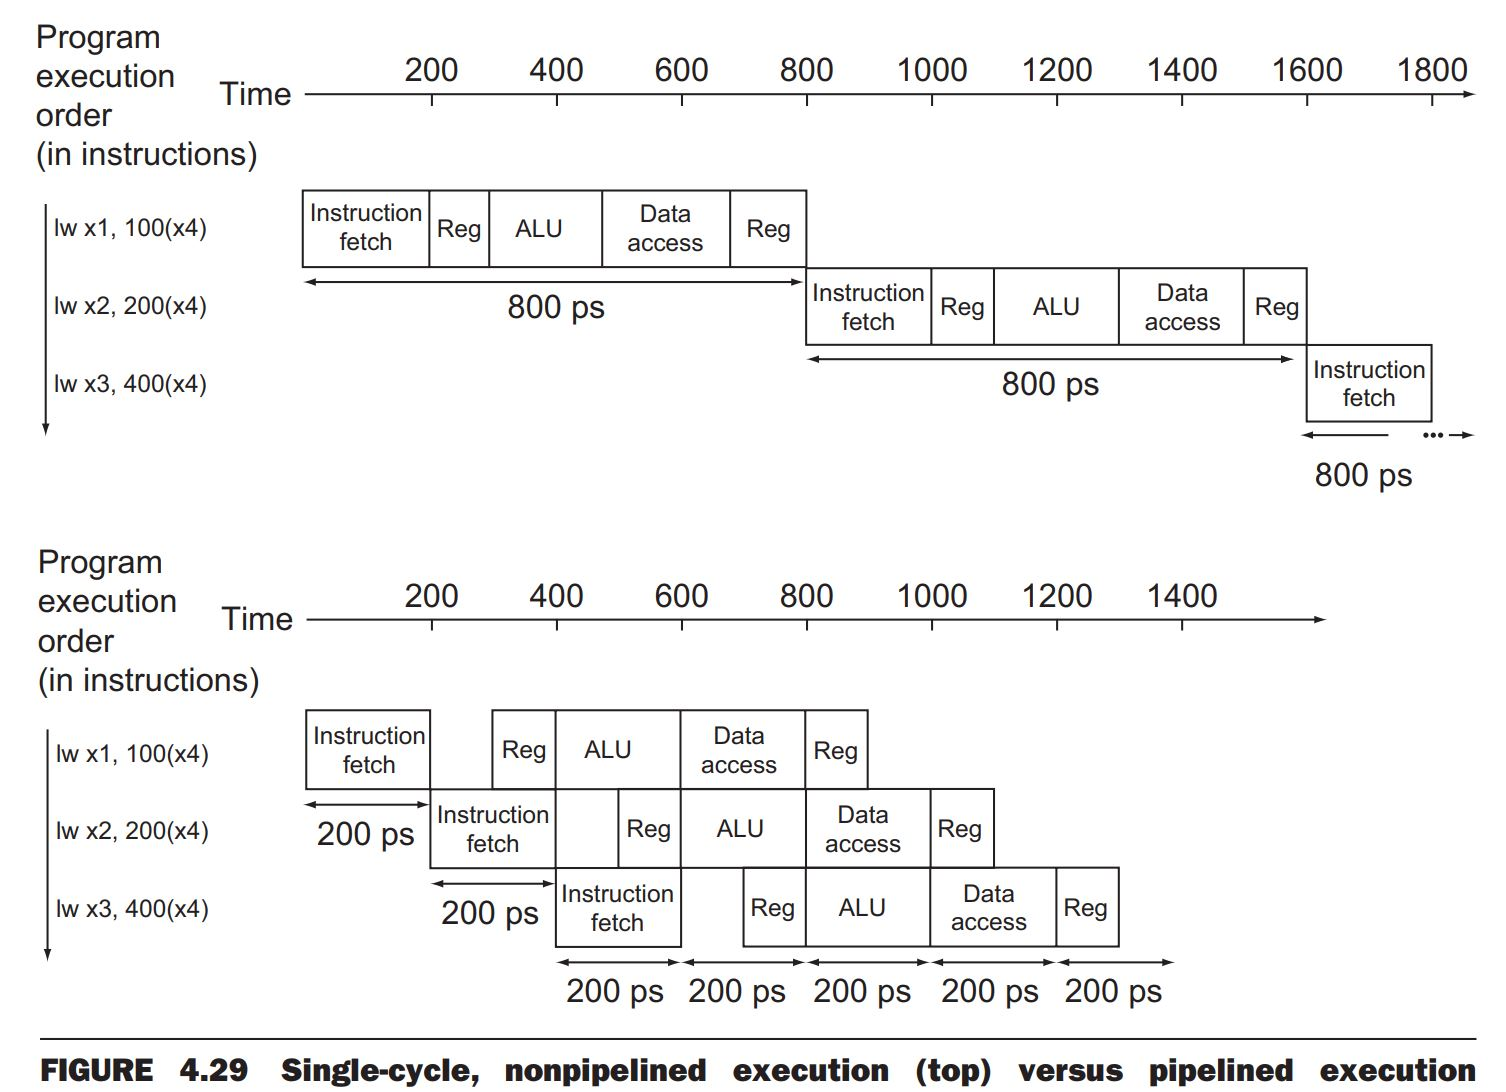 Program
execution
order
(in instructions)
Time
200 400 600 800 1000 1200 1400 1600 1800
lw x1, 100(x4)
Instruction
fetch
Reg
ALU
Data
access
Reg
800 ps
lw x2, 200(x4)
Instruction
fetch
Reg
ALU
Data
access
Reg
800 ps
lw x3, 400(x4)
Instruction
fetch
...
800 ps
Program
execution
order
(in instructions)
Time
200 400 600 800 1000 1200 1400
lw x1, 100(x4)
Instruction
fetch
Reg
ALU
Data
access
Reg
200 ps
lw x2, 200(x4)
Instruction
fetch
Reg
ALU
Data
access
Reg
200 ps
lw x3, 400(x4)
Instruction
fetch
Reg
ALU
Data
access
Reg
200 ps 200 ps 200 ps 200 ps 200 ps
FIGURE 4.29 Single-cycle, nonpipelined execution (top) versus pipelined execution